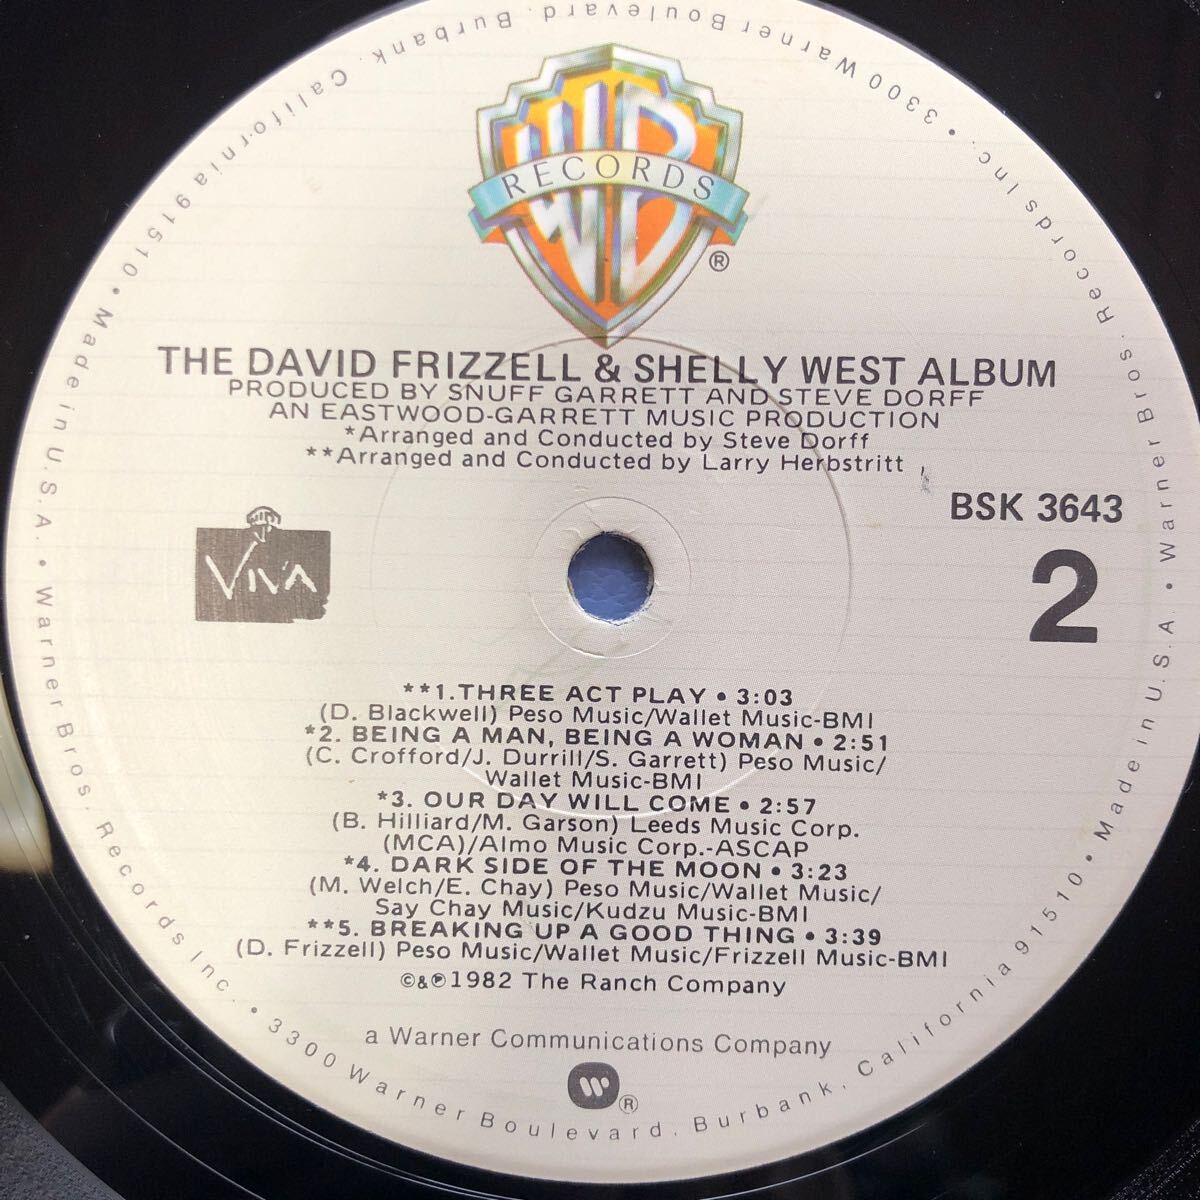 3300 Warner Boulevard, Burbank, California 91510 • Made in U.S.A. • Warner Bros. Records Inc. • 3300 Warner Boulevard, Burbank, California 91510 • Made in U.S.A. • Warner Bros. Records Inc. •
WB
RECORDS
®
THE DAVID FRIZZELL & SHELLY WEST ALBUM
PRODUCED BY SNUFF GARRETT AND STEVE DORFF
AN EASTWOOD-GARRETT MUSIC PRODUCTION
*Arranged and Conducted by Steve Dorff
**Arranged and Conducted by Larry Herbstritt
BSK 3643
VIVA
2
**1.THREE ACT PLAY • 3:03
(D. Blackwell) Peso Music/Wallet Music-BMI
*2. BEING A MAN, BEING A WOMAN • 2:51
(C. Crofford/J. Durrill/S. Garrett) Peso Music/
Wallet Music-BMI
*3. OUR DAY WILL COME • 2:57
(B. Hilliard/M. Garson) Leeds Music Corp.
(MCA)/Almo Music Corp.-ASCAP
*4. DARK SIDE OF THE MOON • 3:23
(M. Welch/E. Chay) Peso Music/Wallet Music/
Say Chay Music/Kudzu Music-BMI
**5. BREAKING UP A GOOD THING • 3:39
(D. Frizzell) Peso Music/Wallet Music/Frizzell Music-BMI
©&℗1982 The Ranch Company
a Warner Communications Company
®